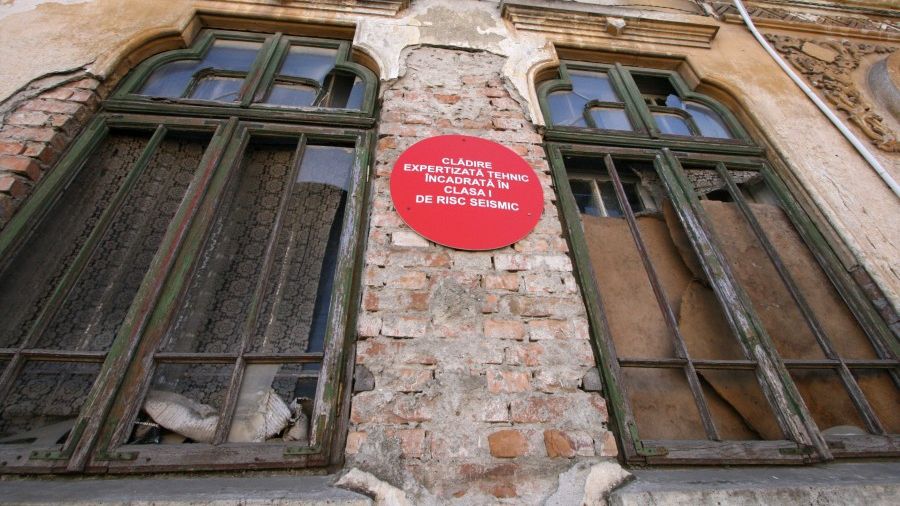 CLĂDIRE
EXPERTIZATĂ TEHNIC
ÎNCADRATĂ ÎN
CLASA I
DE RISC SEISMIC